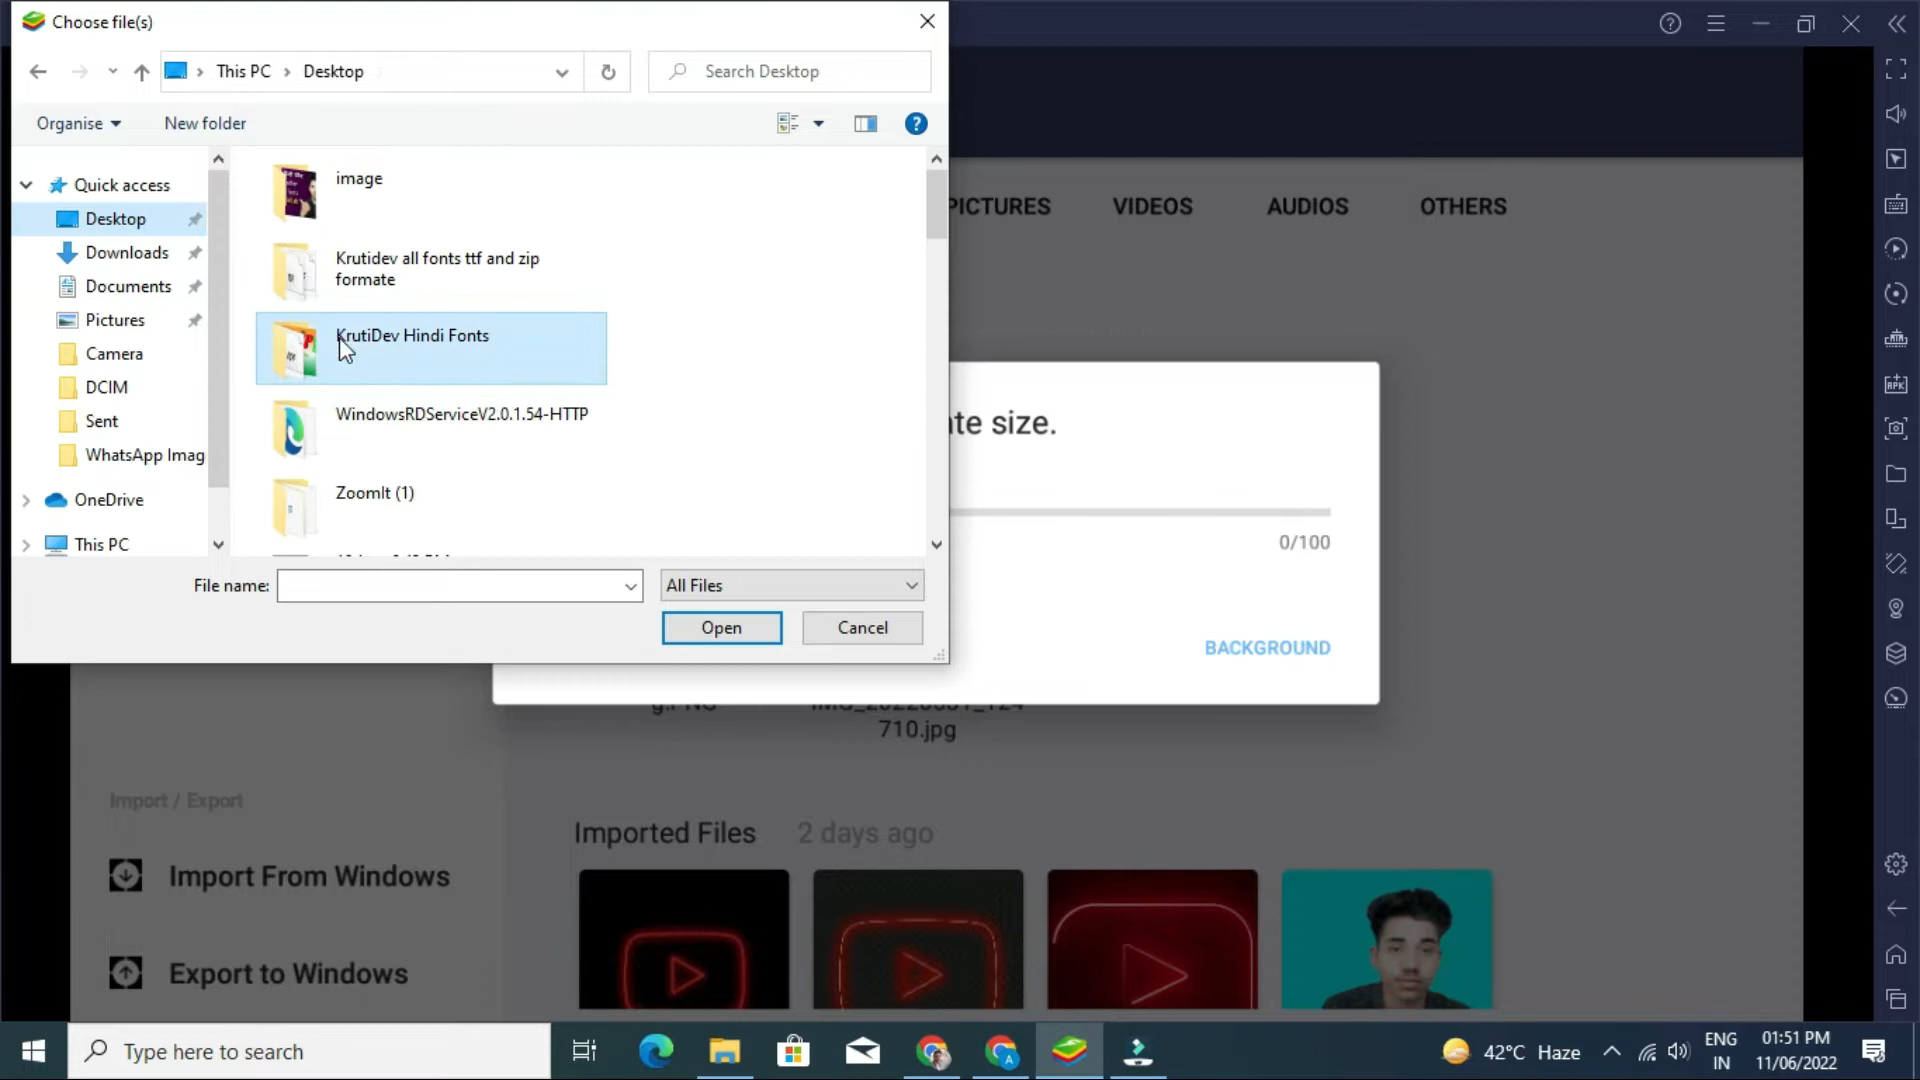 Choose file(s)
This PC > Desktop
Search Desktop
Organise
New folder
Quick access
Desktop
Downloads
Documents
Pictures
Camera
DCIM
Sent
WhatsApp Imag
OneDrive
This PC
image
Krutidev all fonts ttf and zip
formate
KrutiDev Hindi Fonts
WindowsRDServiceV2.0.1.54-HTTP
ZoomIt (1)
File name:
All Files
Open
Cancel
PICTURES
VIDEOS
AUDIOS
OTHERS
te size.
0/100
BACKGROUND
710.jpg
Import / Export
Import From Windows
Export to Windows
Imported Files
2 days ago
Type here to search
42°C Haze
ENG
IN
01:51 PM
11/06/2022